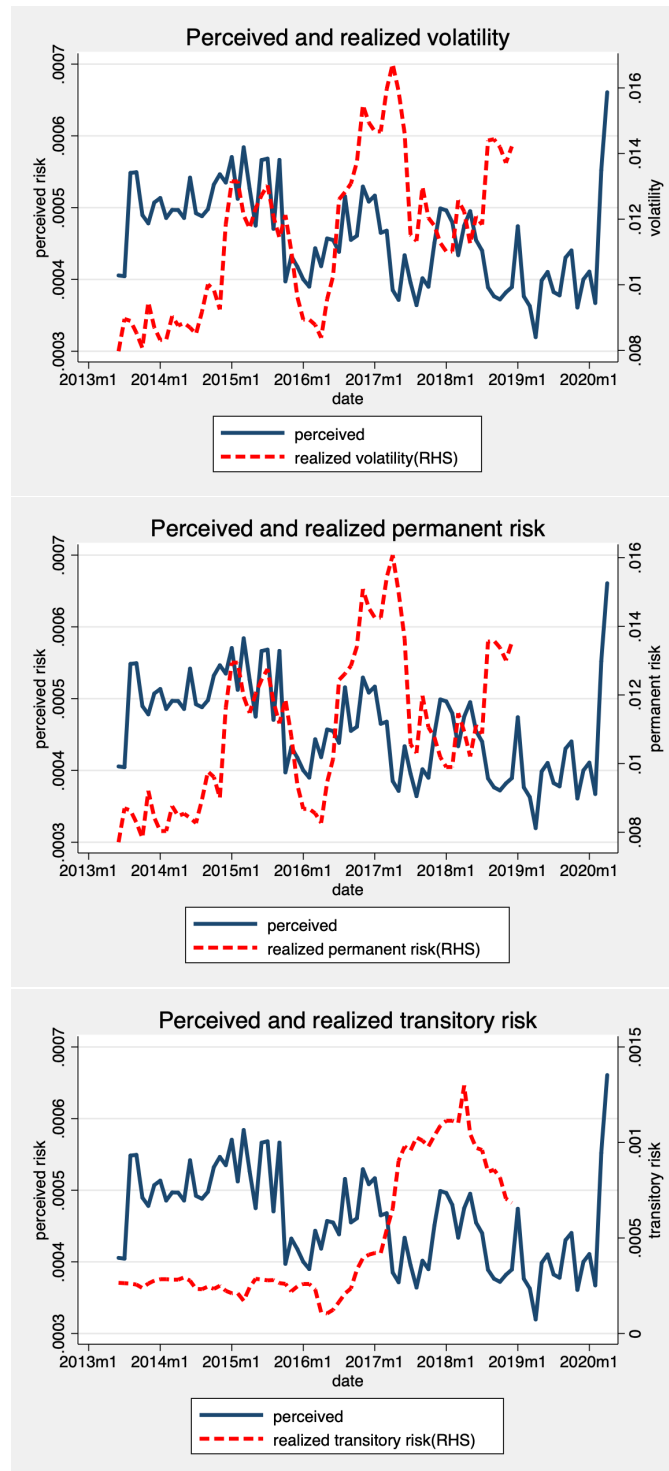 Perceived and realized volatility
perceived risk
.0007
.0006
.0005
.0004
.0003
.016
.014
.012
.01
.008
volatility
2013m1 2014m1 2015m1 2016m1 2017m1 2018m1 2019m1 2020m1
date
perceived
realized volatility(RHS)
Perceived and realized permanent risk
perceived risk
.0007
.0006
.0005
.0004
.0003
.016
.014
.012
.01
.008
permanent risk
2013m1 2014m1 2015m1 2016m1 2017m1 2018m1 2019m1 2020m1
date
perceived
realized permanent risk(RHS)
Perceived and realized transitory risk
perceived risk
.0007
.0006
.0005
.0004
.0003
.0015
.001
.0005
0
transitory risk
2013m1 2014m1 2015m1 2016m1 2017m1 2018m1 2019m1 2020m1
date
perceived
realized transitory risk(RHS)